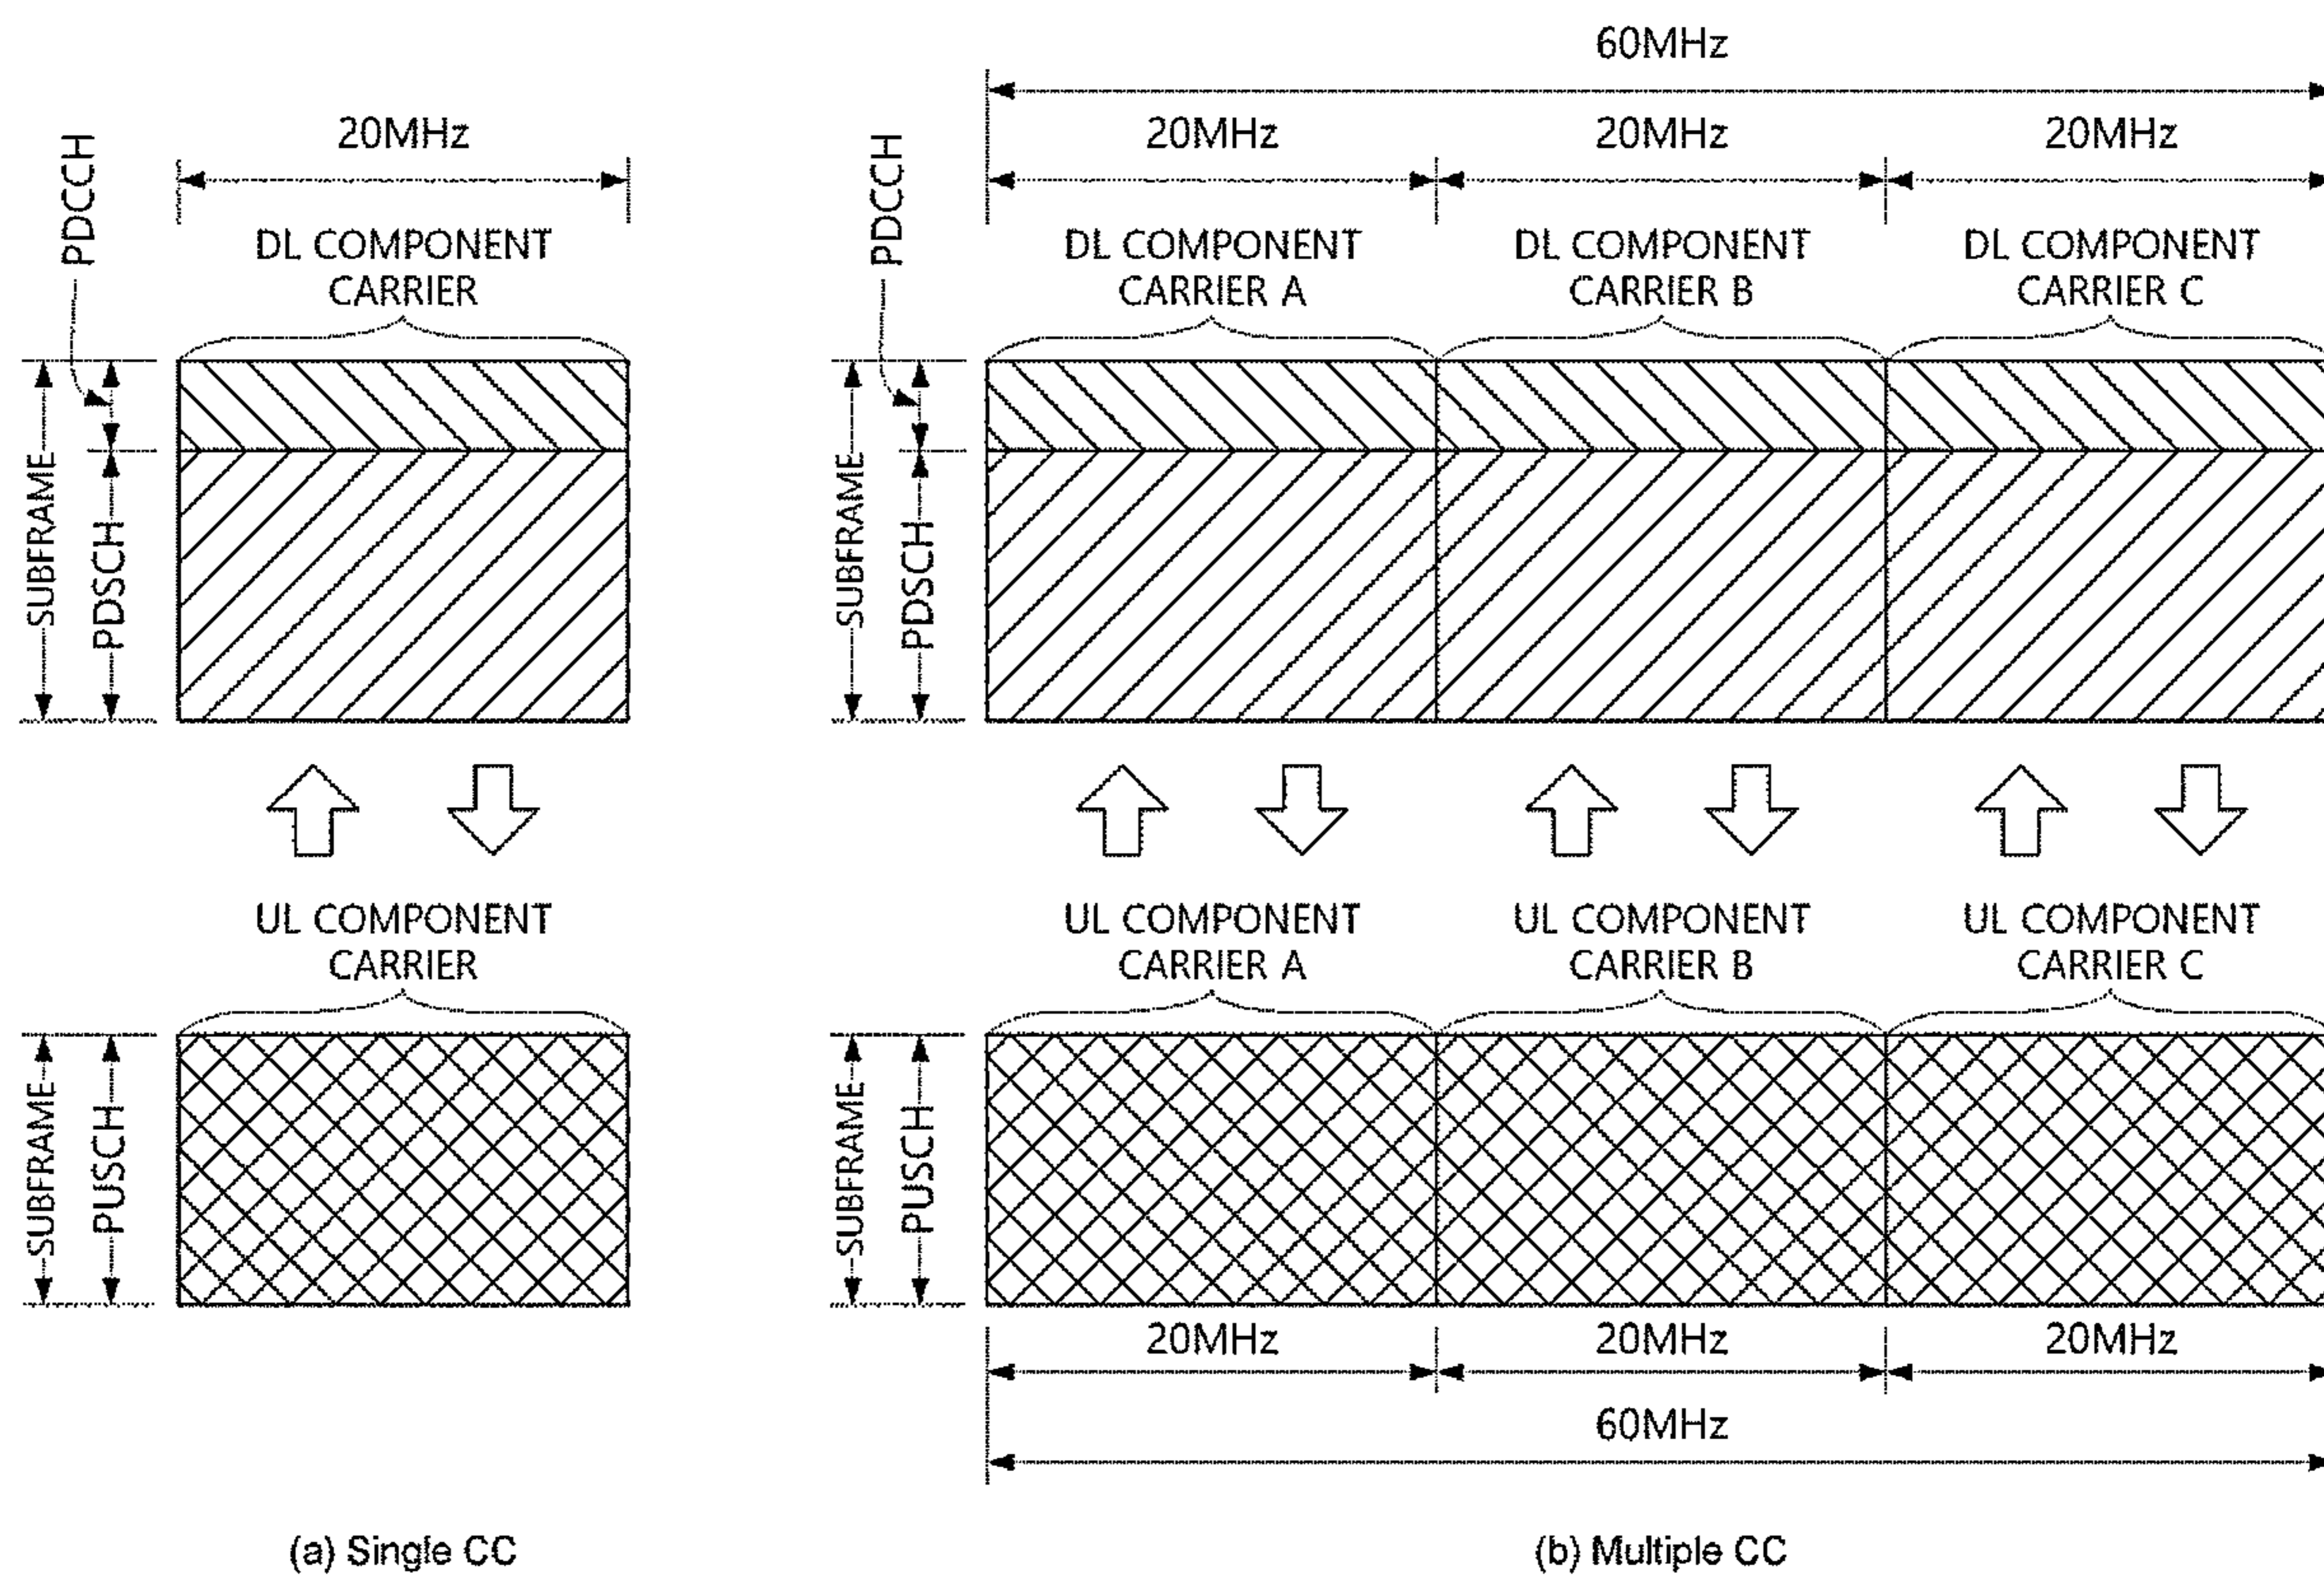 20MHz
PDCCH
DL COMPONENT
CARRIER
SUBFRAME
PDSCH
UL COMPONENT
CARRIER
SUBFRAME
PUSCH
(a) Single CC
60MHz
20MHz
20MHz
20MHz
PDCCH
DL COMPONENT
CARRIER A
DL COMPONENT
CARRIER B
DL COMPONENT
CARRIER C
SUBFRAME
PDSCH
UL COMPONENT
CARRIER A
UL COMPONENT
CARRIER B
UL COMPONENT
CARRIER C
SUBFRAME
PUSCH
20MHz
20MHz
20MHz
60MHz
(b) Multiple CC